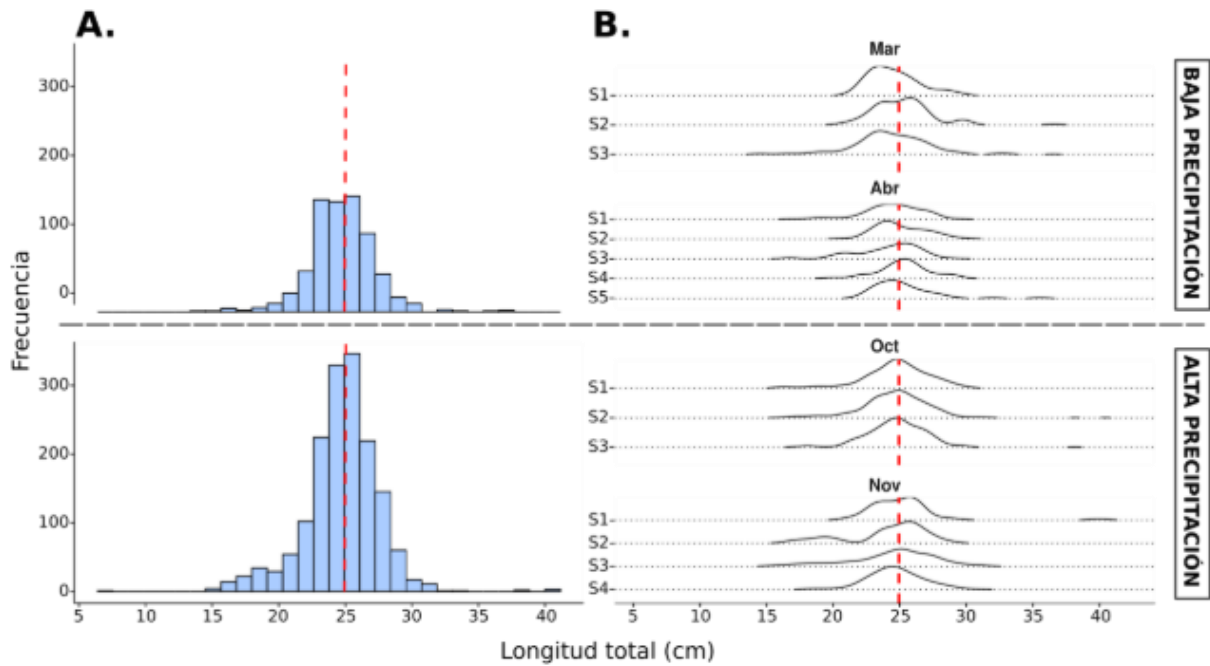 A.
B.
Frecuencia
300
200
100
0
300
200
100
0
5 10 15 20 25 30 35 40
Mar
S1
S2
S3
Abr
S1
S2
S3
S4
S5
Oct
S1
S2
S3
Nov
S1
S2
S3
S4
5 10 15 20 25 30 35 40
Longitud total (cm)
BAJA PRECIPITACIÓN
ALTA PRECIPITACIÓN